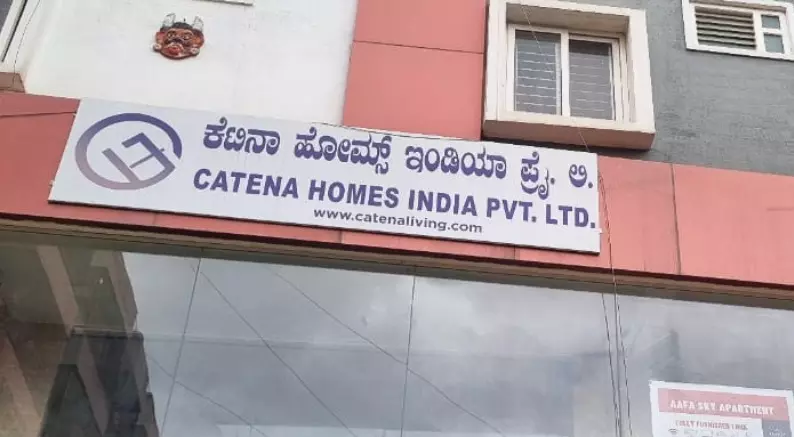 ಕೆಟಿನಾ ಹೋಮ್ಸ್ ಇಂಡಿಯಾ ಪ್ರೈ. ಲಿ.
CATENA HOMES INDIA PVT. LTD.
www.catenaliving.com
AAFA SKY APARTMENT